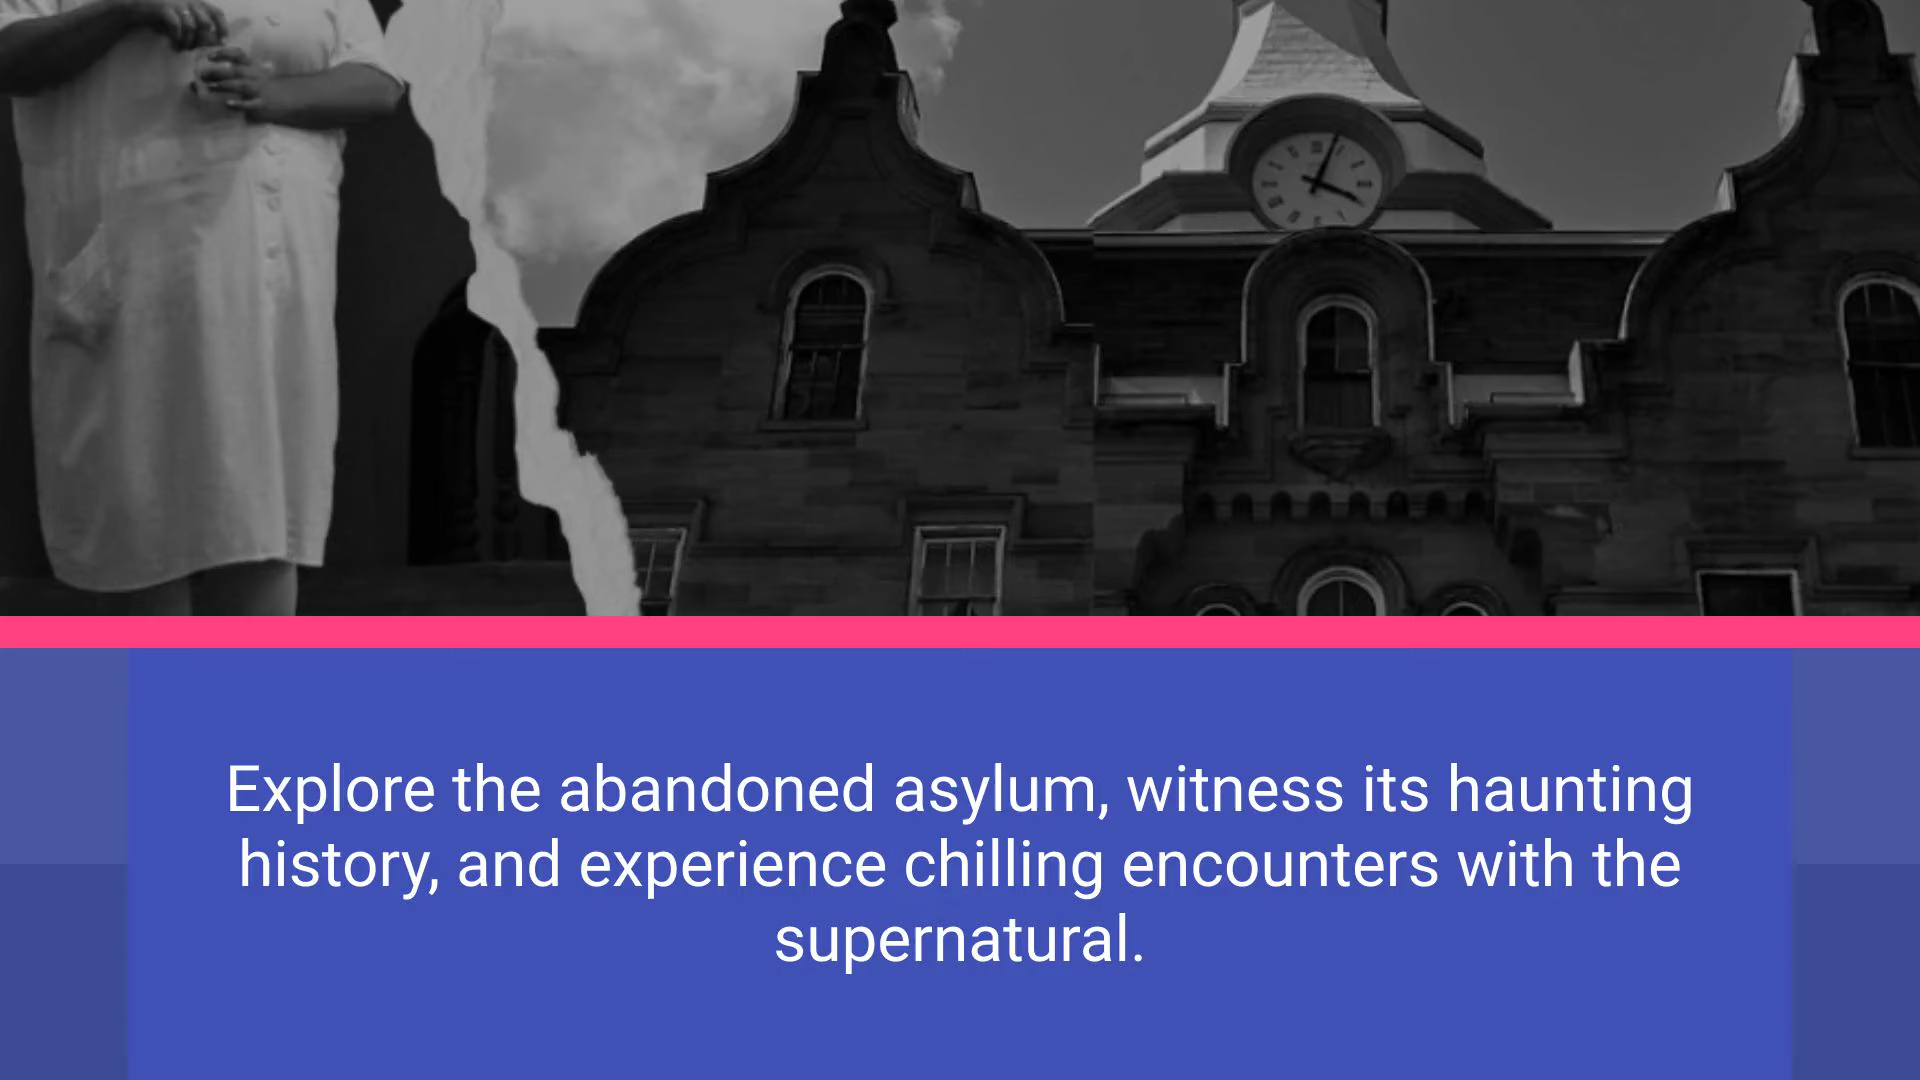 Explore the abandoned asylum, witness its haunting
history, and experience chilling encounters with the
supernatural.